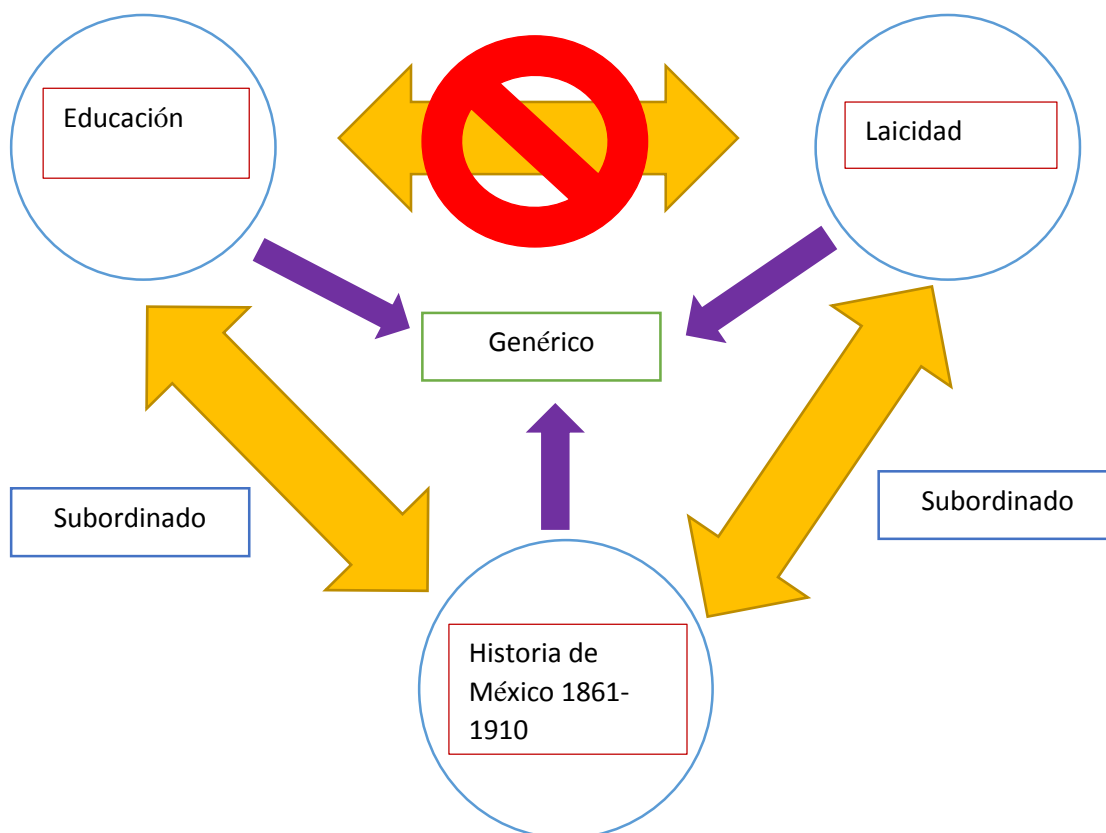 Educación
Laicidad
Genérico
Subordinado
Subordinado
Historia de
México 1861-
1910